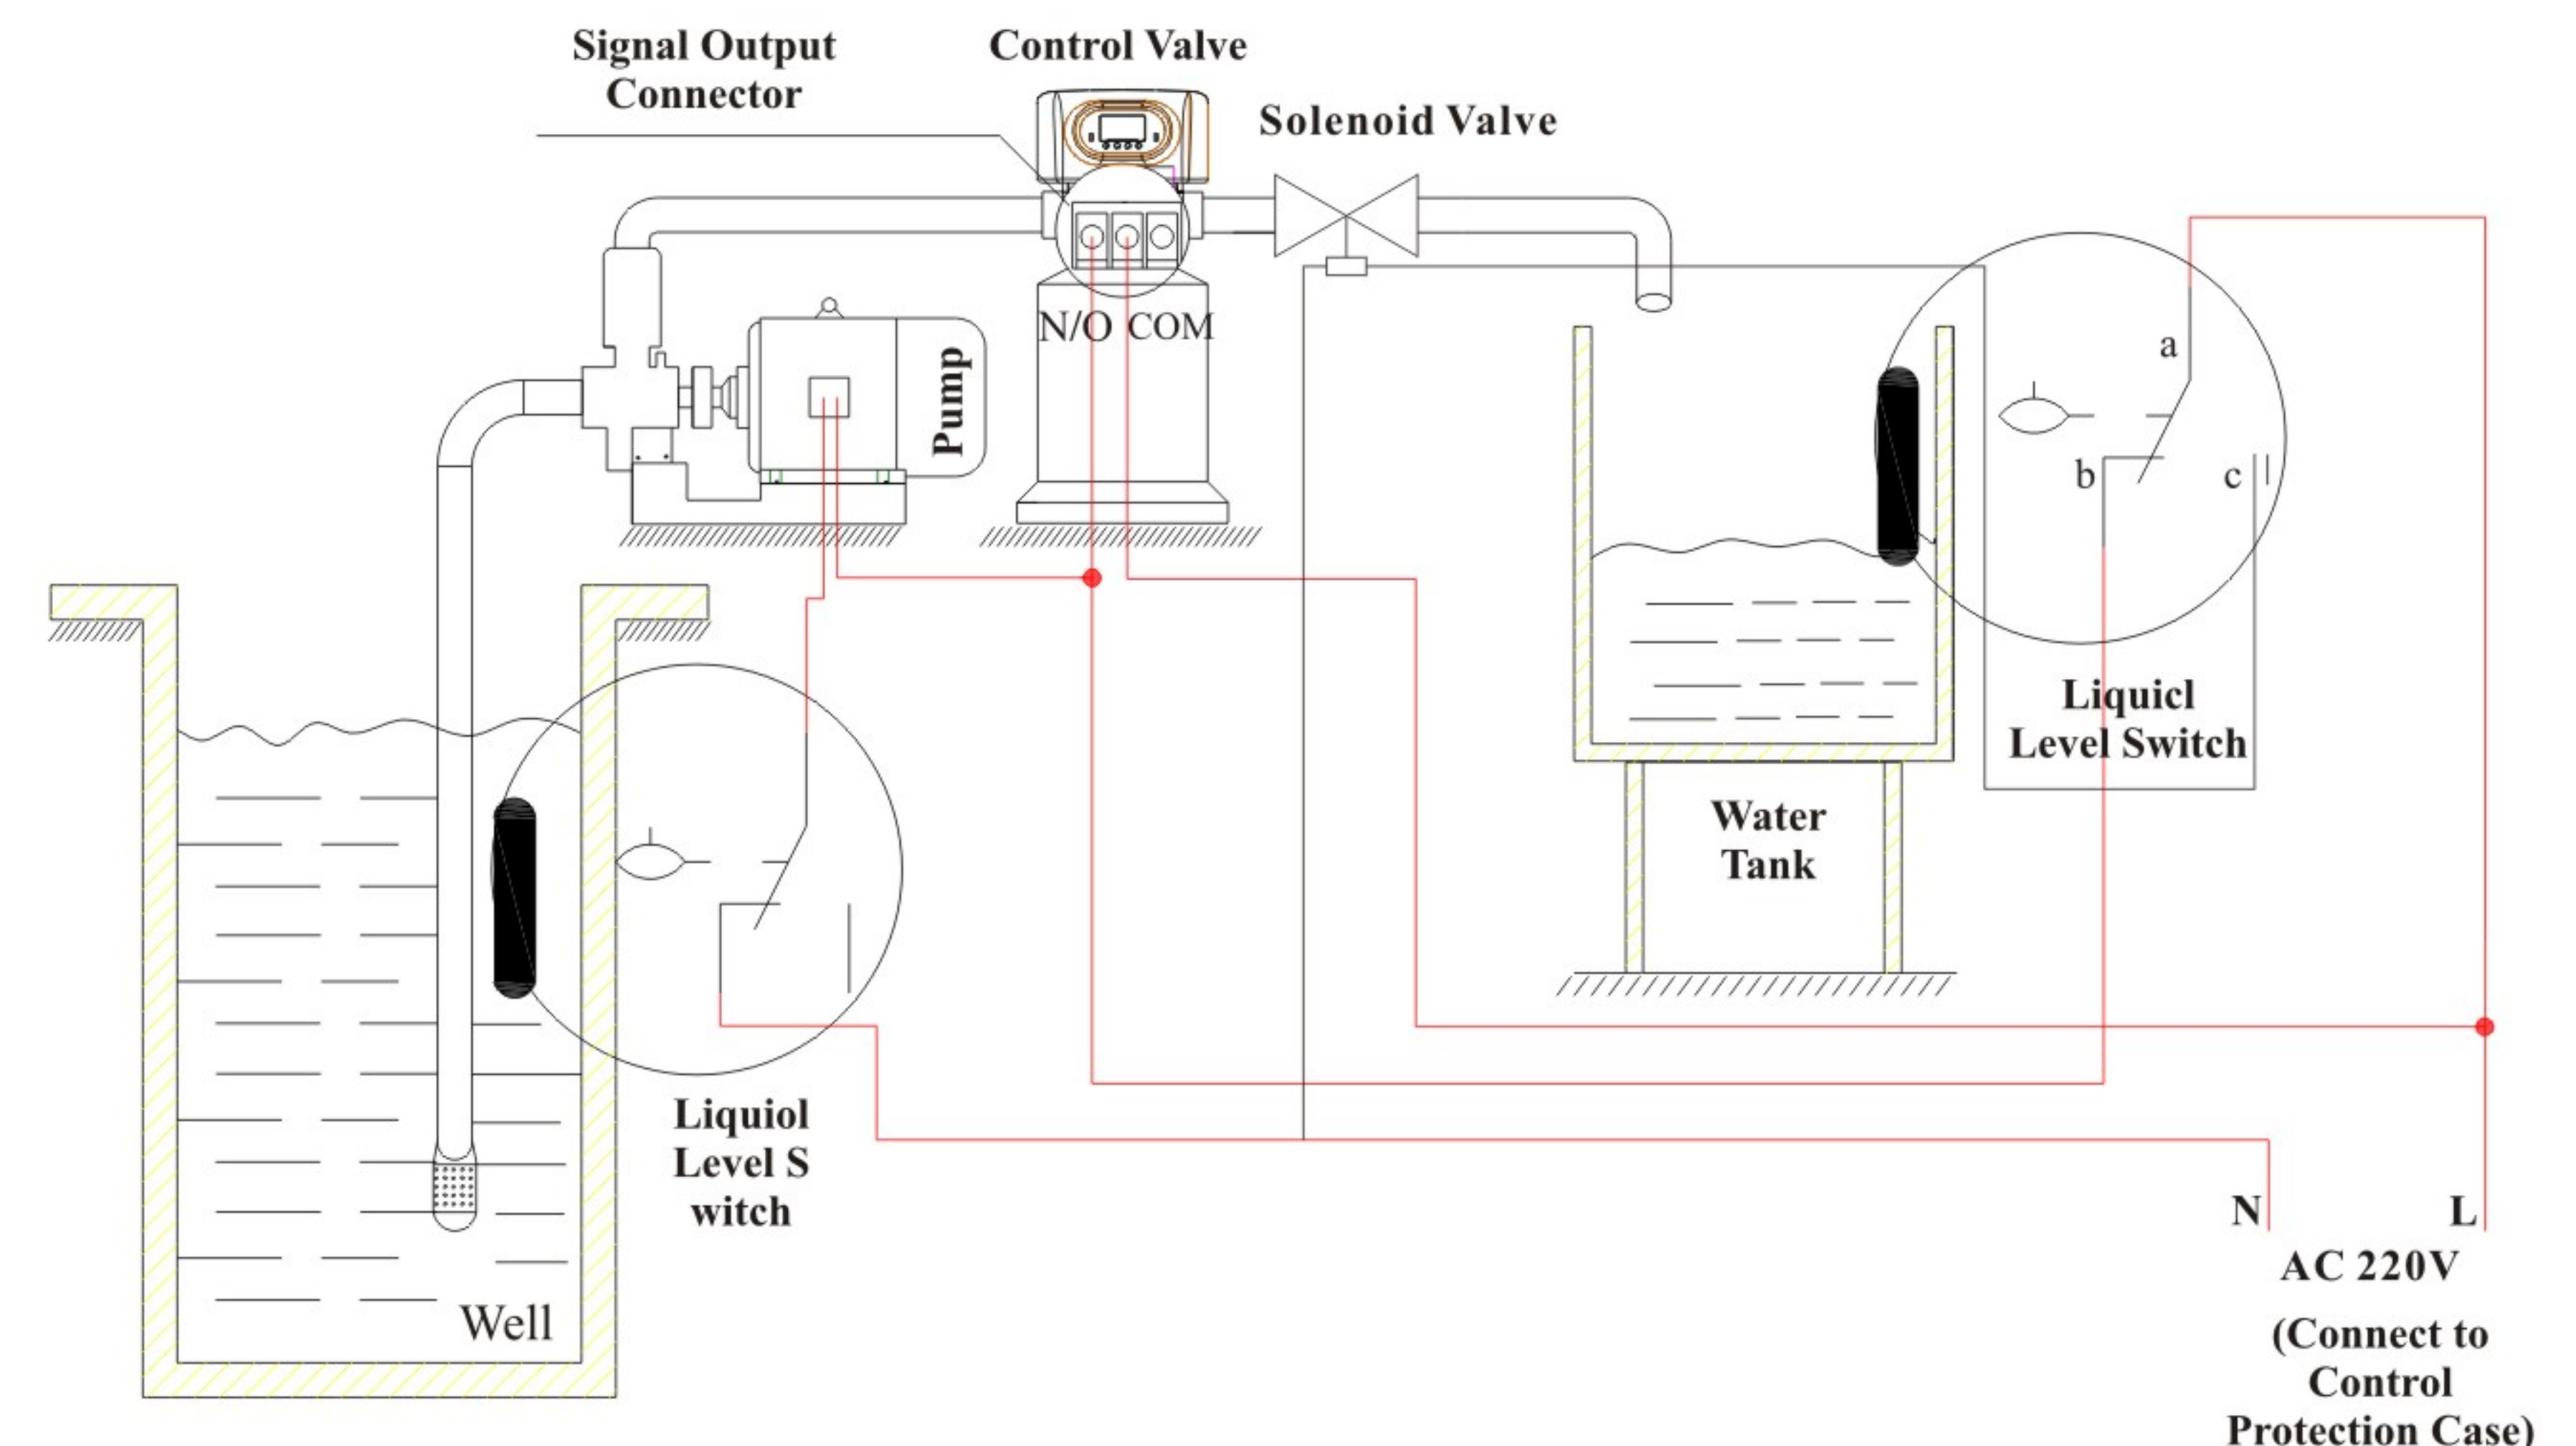 Signal Output
Connector
Control Valve
Solenoid Valve
N/O COM
Pump
a
b
c
Liquicl
Level Switch
Water
Tank
Liquiol
Level S
witch
Well
N
L
AC 220V
(Connect to
Control
Protection Case)